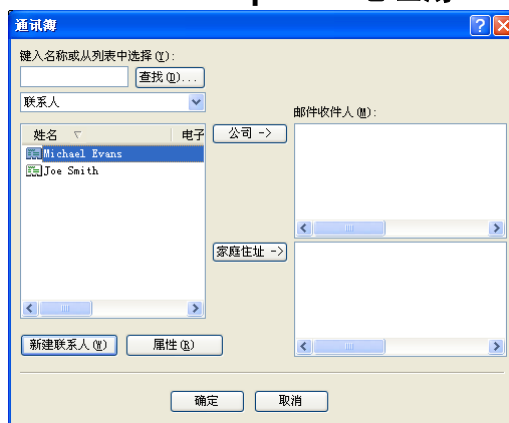 通讯簿
键入名称或从列表中选择(Y):
查找(D)...
联系人
邮件收件人(M):
姓名
电子
公司 ->
Michael Evans
Joe Smith
家庭住址 ->
新建联系人(W)
属性(R)
确定
取消